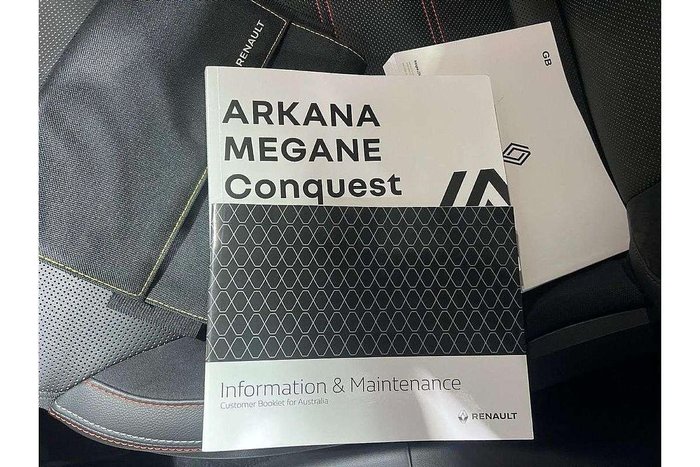 RENAULT
ARKANA
MEGANE
Conquest
GB
Information & Maintenance
Customer Booklet for Australia
RENAULT